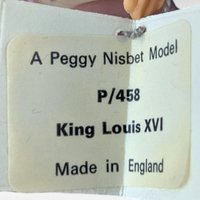 A Peggy Nisbet Model
P/458
King Louis XVI
Made in England